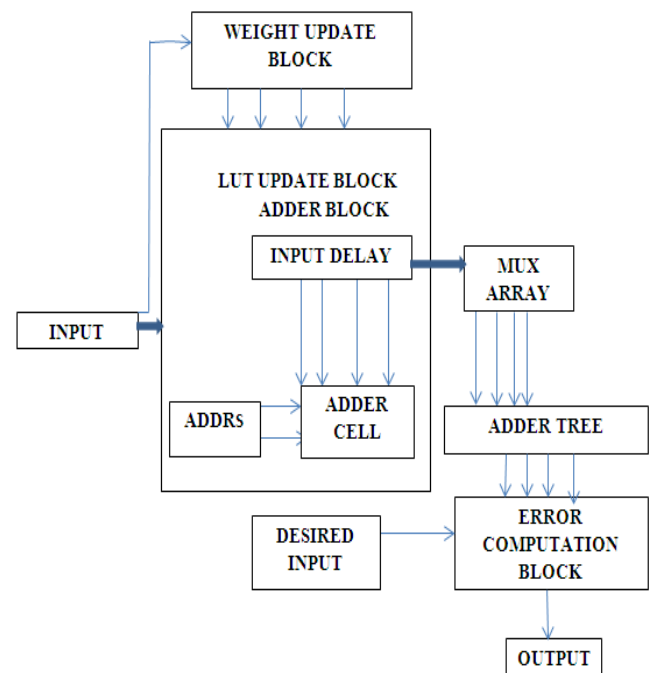 WEIGHT UPDATE
BLOCK
LUT UPDATE BLOCK
ADDER BLOCK
INPUT DELAY
MUX
ARRAY
INPUT
ADDRS
ADDER
CELL
ADDER TREE
DESIRED
INPUT
ERROR
COMPUTATION
BLOCK
OUTPUT